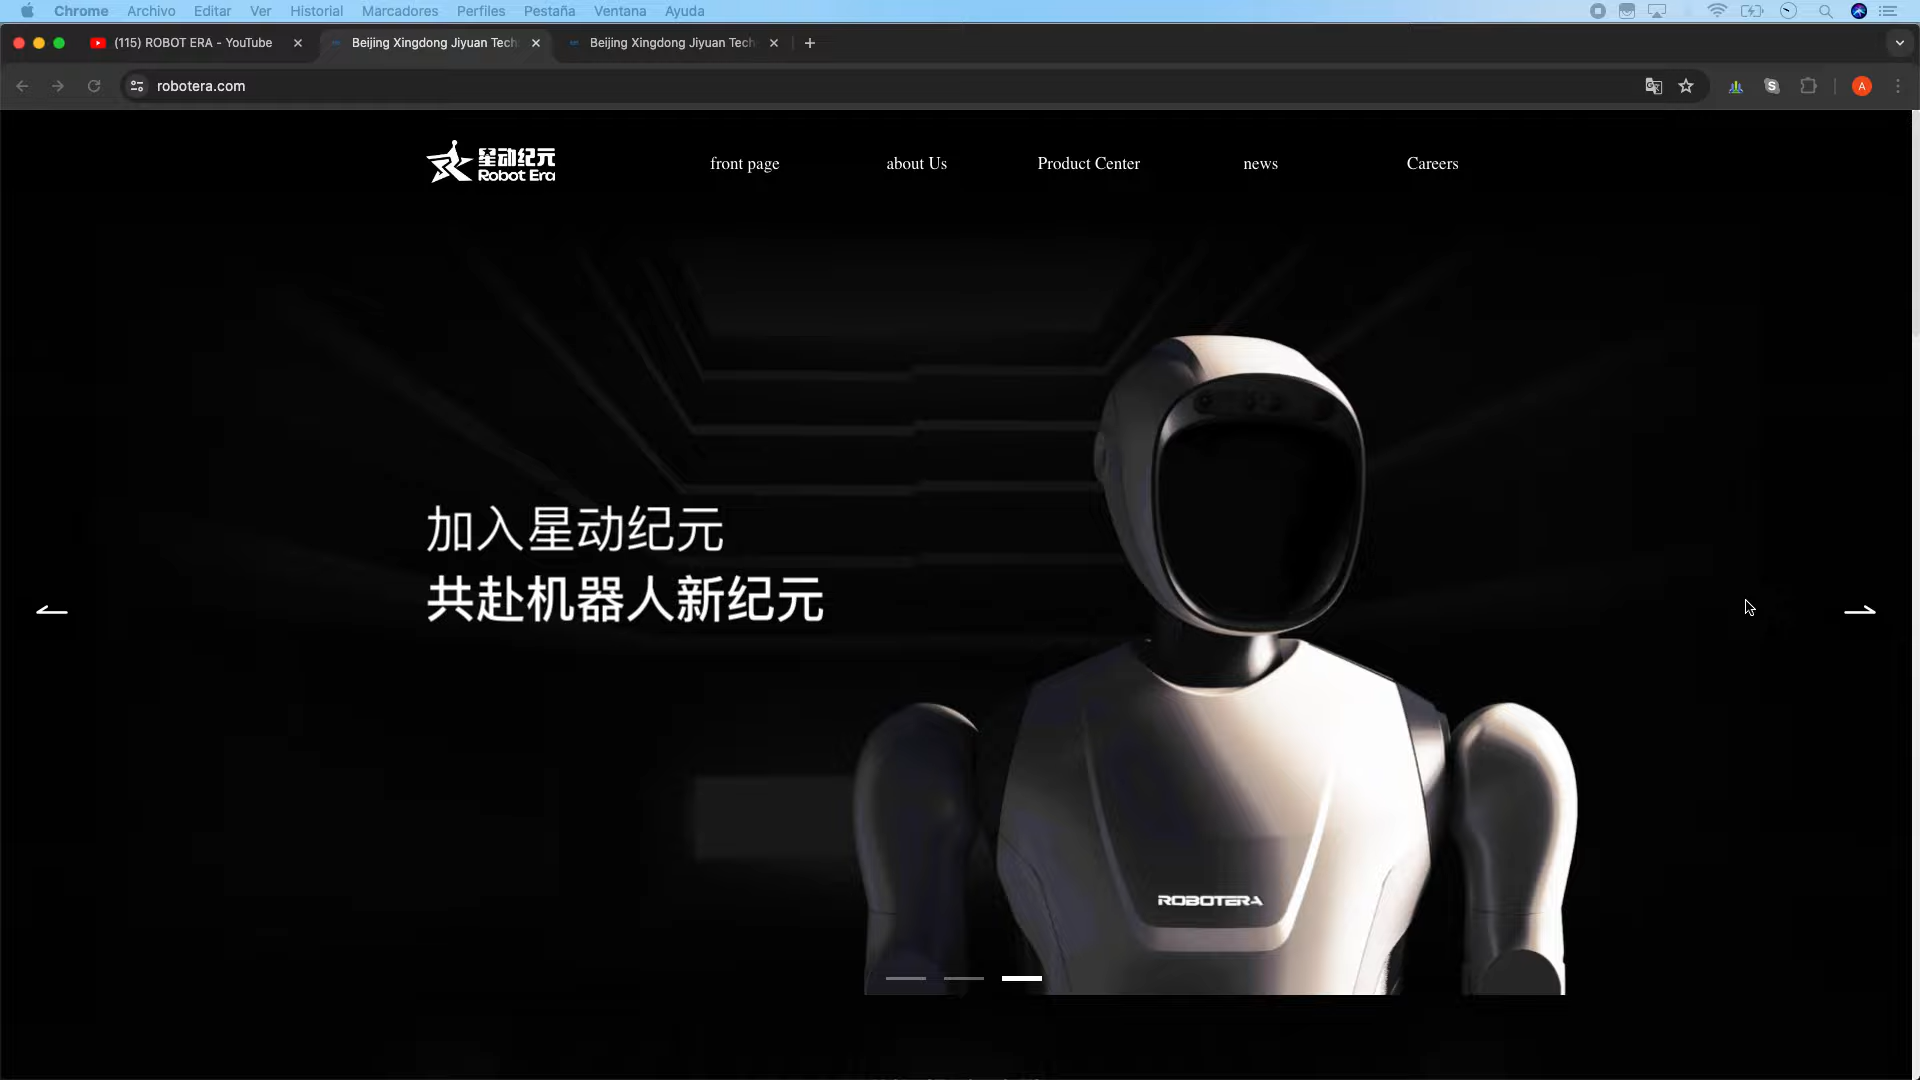 Chrome Archivo Editar Ver Historial Marcadores Perfiles Pestaña Ventana Ayuda
(115) ROBOT ERA - YouTube
Beijing Xingdong Jiyuan Tech
Beijing Xingdong Jiyuan Tech
robotera.com
A
星动纪元
Robot Era
front page
about Us
Product Center
news
Careers
加入星动纪元
共赴机器人新纪元
ROBOTERA